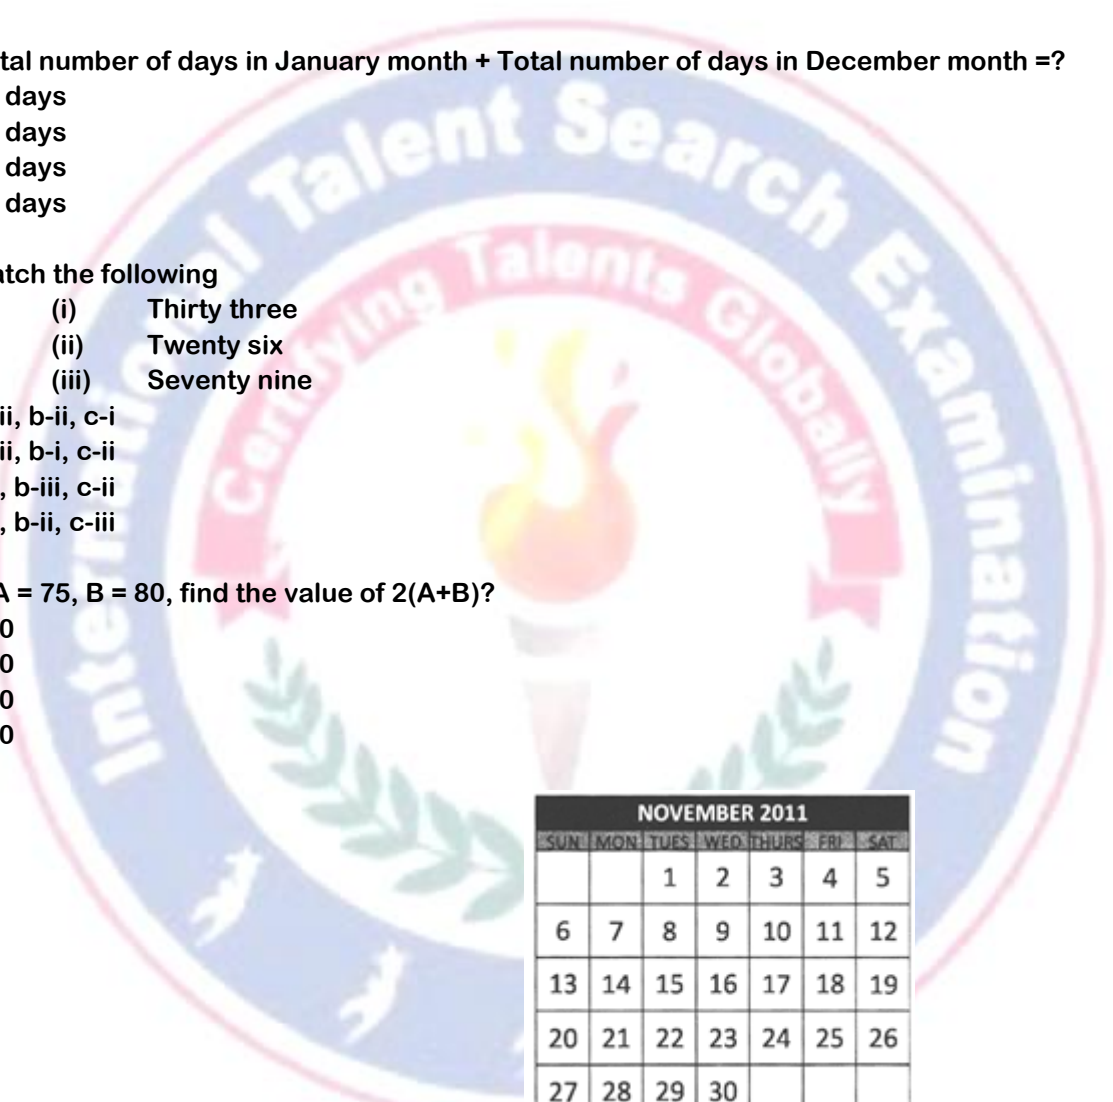 tal number of days in January month + Total number of days in December month =?
days
days
days
days
atch the following
(i) Thirty three
(ii) Twenty six
(iii) Seventy nine
ii, b-ii, c-i
ii, b-i, c-ii
, b-iii, c-ii
, b-ii, c-iii
A = 75, B = 80, find the value of 2(A+B)?
0
0
0
0
International Talent Search Examination
Certifying Talents Globally
NOVEMBER 2011
SUN MON TUES WED THURS FRI SAT
1 2 3 4 5
6 7 8 9 10 11 12
13 14 15 16 17 18 19
20 21 22 23 24 25 26
27 28 29 30